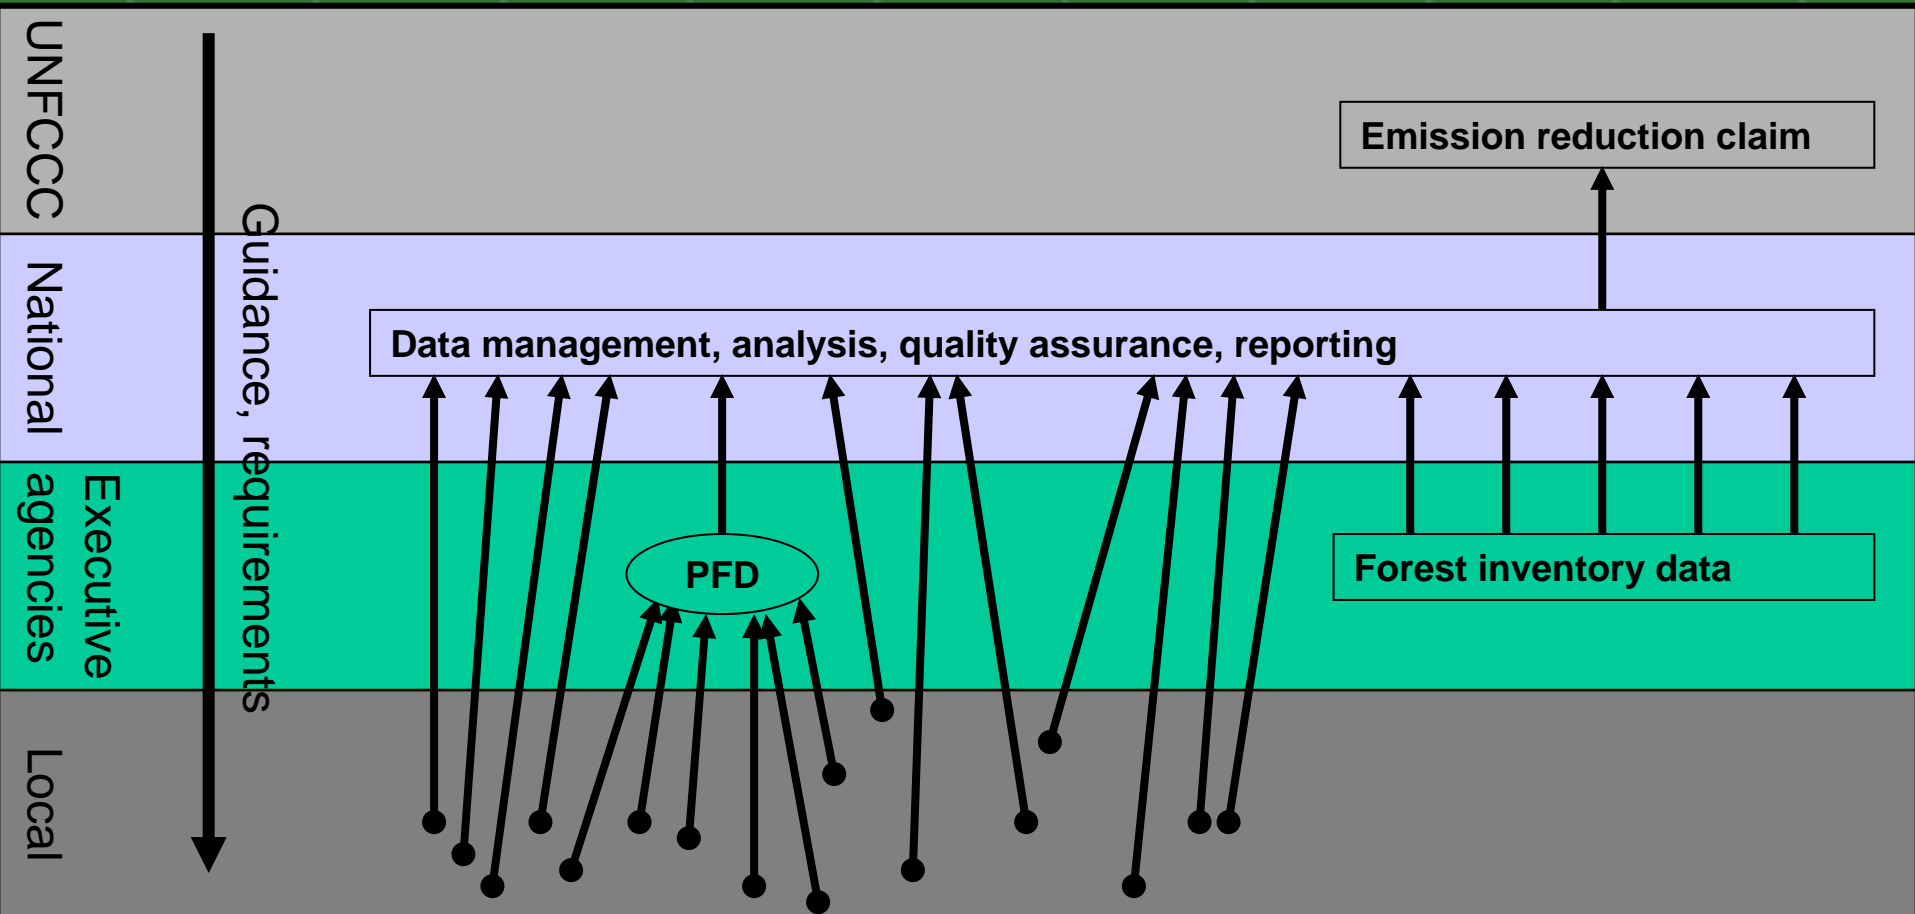 UNFCCC
Emission reduction claim
Guidance, requirements
National
Data management, analysis, quality assurance, reporting
Executive
agencies
PFD
Forest inventory data
Local